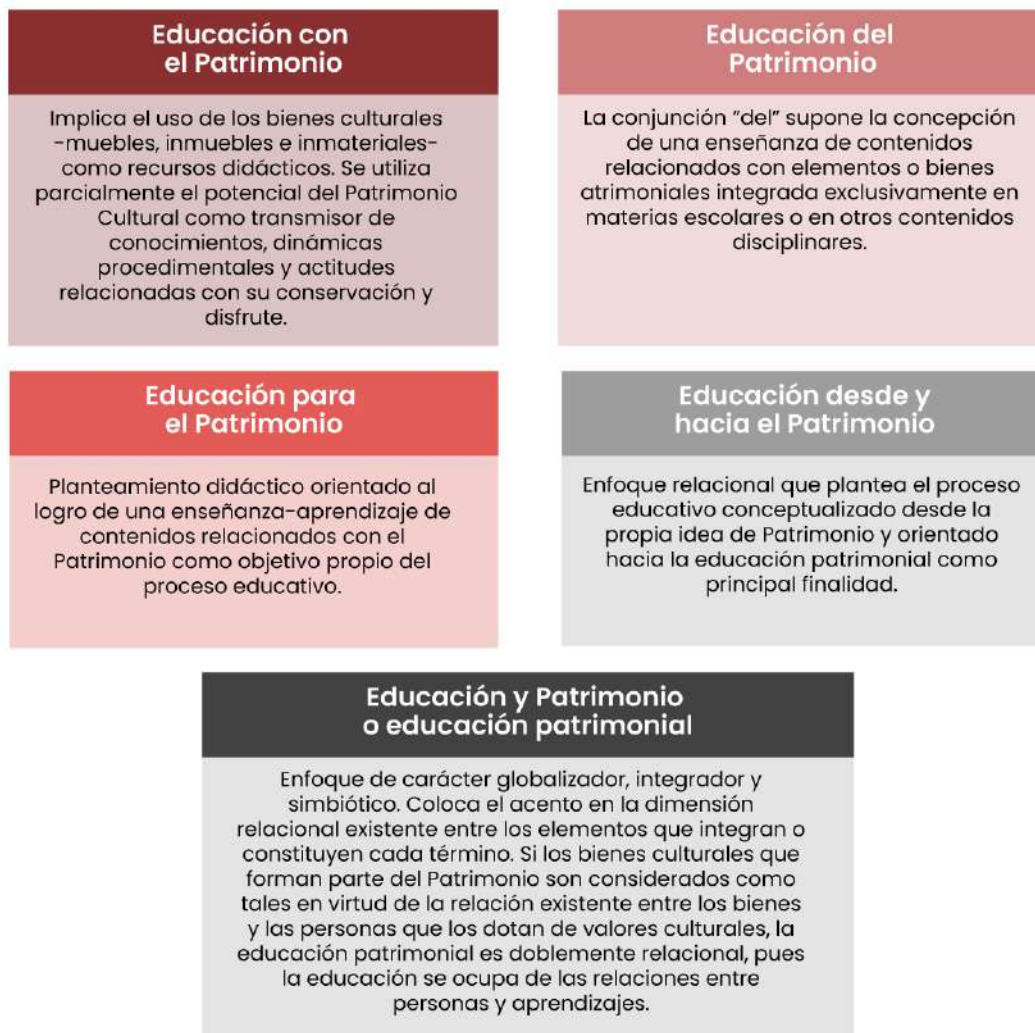 Educación con
el Patrimonio
Implica el uso de los bienes culturales
-muebles, inmuebles e inmateriales-
como recursos didácticos. Se utiliza
parcialmente el potencial del Patrimonio
Cultural como transmisor de
conocimientos, dinámicas
procedimentales y actitudes
relacionadas con su conservación y
disfrute.
Educación del
Patrimonio
La conjunción "del" supone la concepción
de una enseñanza de contenidos
relacionados con elementos o bienes
atrimoniales integrada exclusivamente en
materias escolares o en otros contenidos
disciplinares.
Educación para
el Patrimonio
Planteamiento didáctico orientado al
logro de una enseñanza-aprendizaje de
contenidos relacionados con el
Patrimonio como objetivo propio del
proceso educativo.
Educación desde y
hacia el Patrimonio
Enfoque relacional que plantea el proceso
educativo conceptualizado desde la
propia idea de Patrimonio y orientado
hacia la educación patrimonial como
principal finalidad.
Educación y Patrimonio
o educación patrimonial
Enfoque de carácter globalizador, integrador y
simbiótico. Coloca el acento en la dimensión
relacional existente entre los elementos que integran o
constituyen cada término. Si los bienes culturales que
forman parte del Patrimonio son considerados como
tales en virtud de la relación existente entre los bienes
y las personas que los dotan de valores culturales, la
educación patrimonial es doblemente relacional, pues
la educación se ocupa de las relaciones entre
personas y aprendizajes.